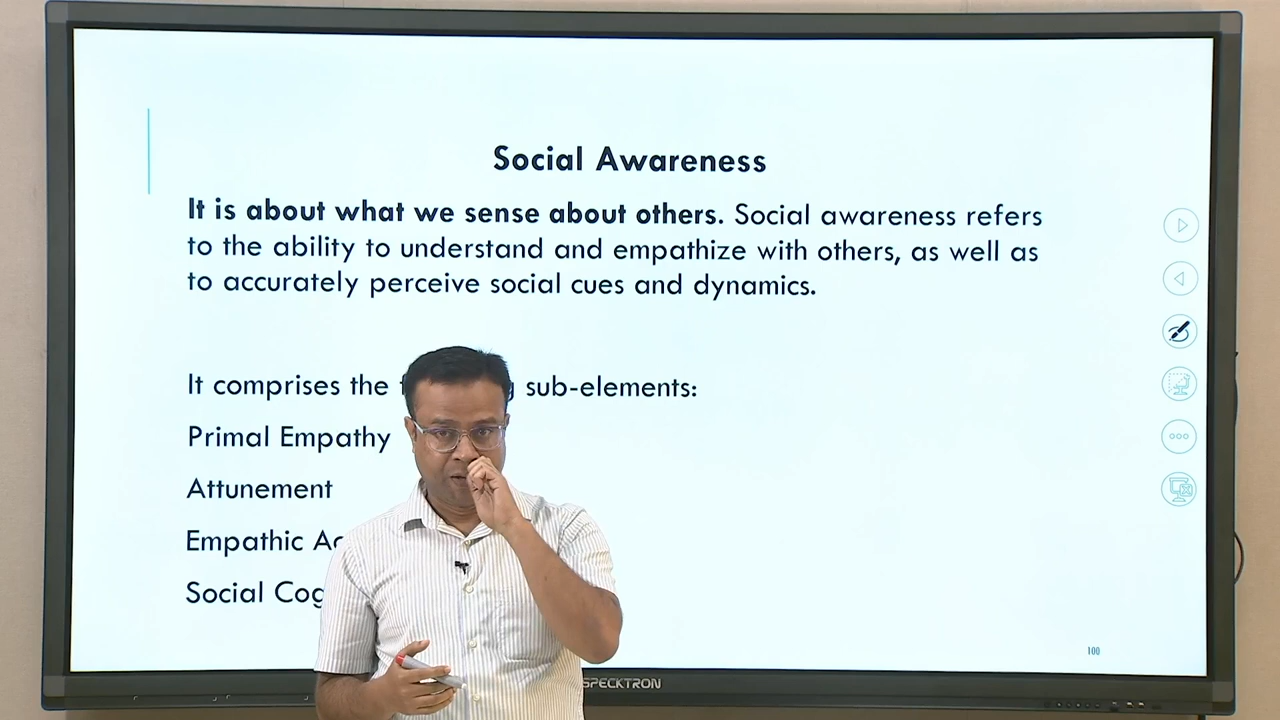 Social Awareness
It is about what we sense about others. Social awareness refers
to the ability to understand and empathize with others, as well as
to accurately perceive social cues and dynamics.
It comprises the sub-elements:
Primal Empathy
Attunement
Empathic
Social
100
SPECKTRON